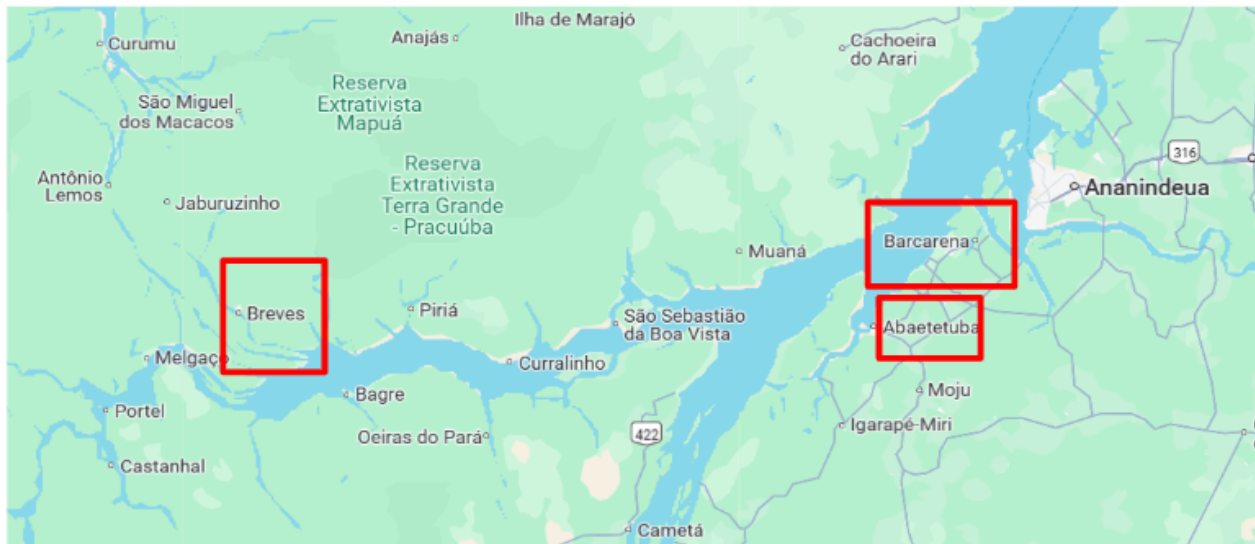 Ilha de Marajó
Curumu
Anajás
Cachoeira
do Arari
Reserva
Extrativista
Mapuá
São Miguel
dos Macacos
316
Reserva
Extrativista
Terra Grande
- Pracuúba
Antônio
Lemos
Ananindeua
Jaburuzinho
Barcarena
Muaná
Breves
Piriá
São Sebastião
da Boa Vista
Abaetetuba
Melgaço
Curralinho
Bagre
Moju
Portel
Oeiras do Pará
422
Igarapé-Miri
Castanhal
Cametá